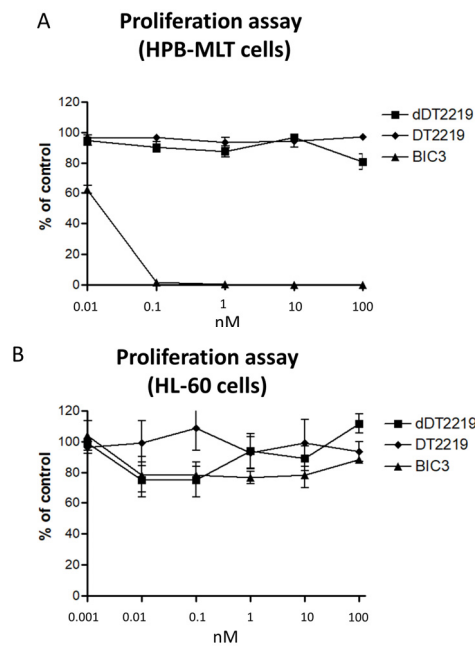 A
Proliferation assay
(HPB-MLT cells)
120
100
80
60
40
20
0
% of control
0.01 0.1 1 10 100
nM
dDT2219
DT2219
BIC3
B
Proliferation assay
(HL-60 cells)
120
100
80
60
40
20
0
% of control
0.001 0.01 0.1 1 10 100
nM
dDT2219
DT2219
BIC3